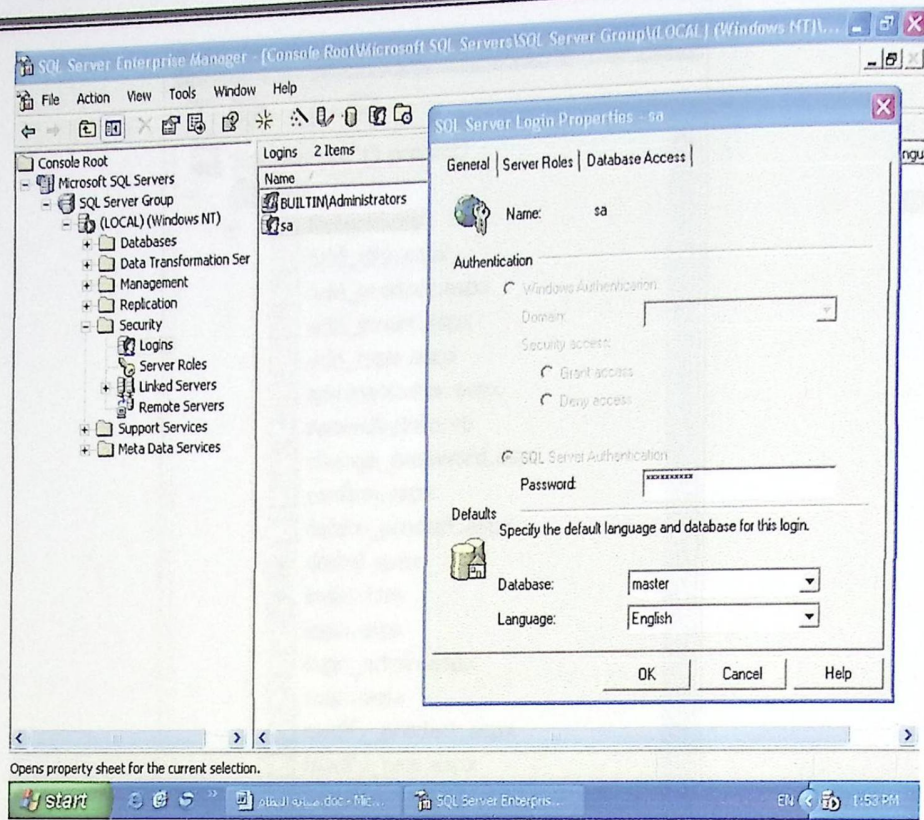 SQL Server Enterprise Manager - [Console Root\Microsoft SQL Servers\SQL Server Group\(LOCAL) (Windows NT)\...
File Action View Tools Window Help
Console Root
Microsoft SQL Servers
SQL Server Group
(LOCAL) (Windows NT)
Databases
Data Transformation Ser
Management
Replication
Security
Logins
Server Roles
Linked Servers
Remote Servers
Support Services
Meta Data Services
Logins 2 Items
Name
BUILTIN\Administrators
sa
ngu
SQL Server Login Properties - sa
General Server Roles Database Access
Name: sa
Authentication
Windows Authentication
Domain:
Security access:
Grant access
Deny access
SQL Server Authentication
Password: xxxxxxxxxx
Defaults
Specify the default language and database for this login.
Database: master
Language: English
OK Cancel Help
Opens property sheet for the current selection.
start
.doc - Mic...
SQL Server Enterpris...
EN 1:53 PM